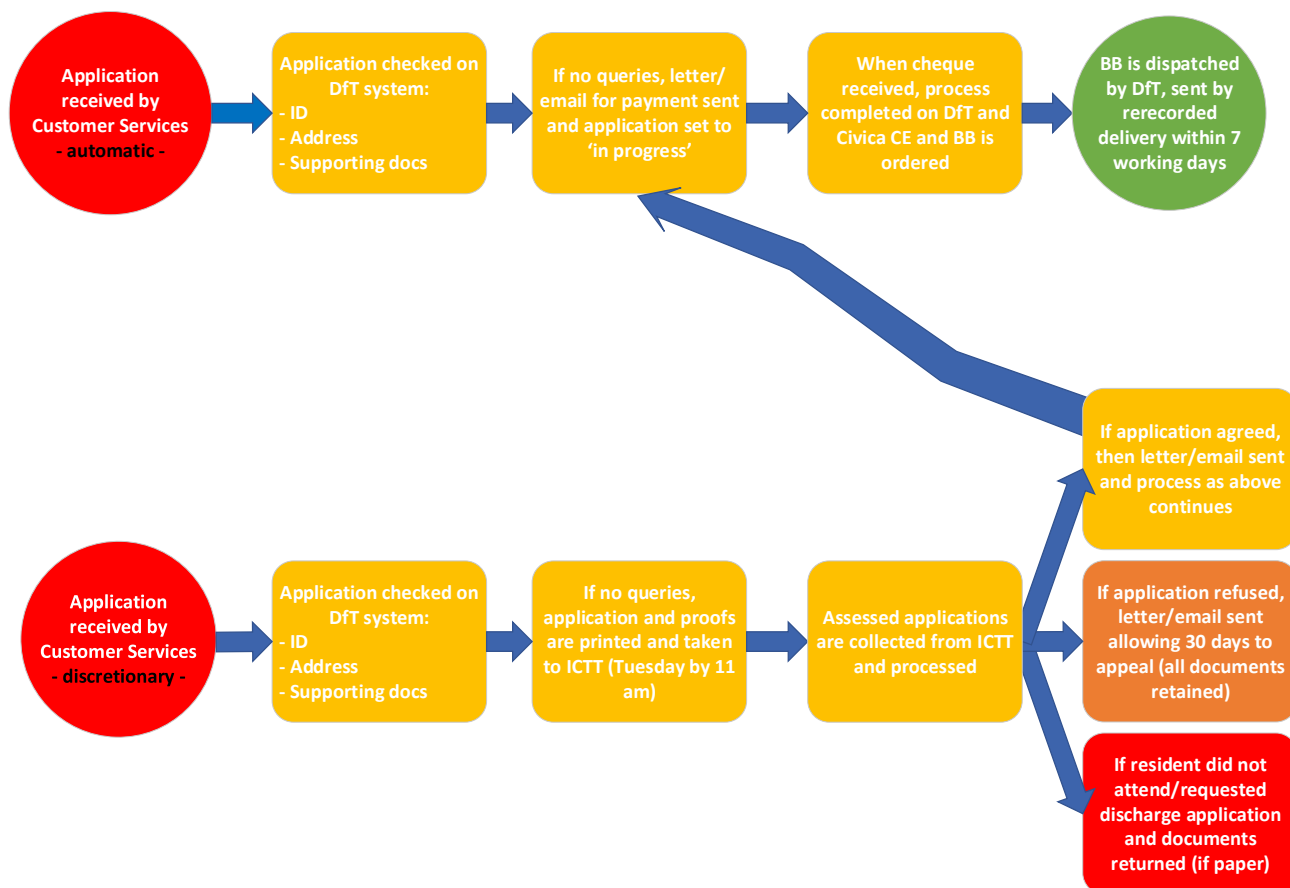 Application
received by
Customer Services
- automatic -
Application checked on
DfT system:
- ID
- Address
- Supporting docs
If no queries, letter/
email for payment sent
and application set to
‘in progress’
When cheque
received, process
completed on DfT and
Civica CE and BB is
ordered
BB is dispatched
by DfT, sent by
rerecorded
delivery within 7
working days
If application agreed,
then letter/email sent
and process as above
continues
Application
received by
Customer Services
- discretionary -
Application checked on
DfT system:
- ID
- Address
- Supporting docs
If no queries,
application and proofs
are printed and taken
to ICTT (Tuesday by 11
am)
Assessed applications
are collected from ICTT
and processed
If application refused,
letter/email sent
allowing 30 days to
appeal (all documents
retained)
If resident did not
attend/requested
discharge application
and documents
returned (if paper)